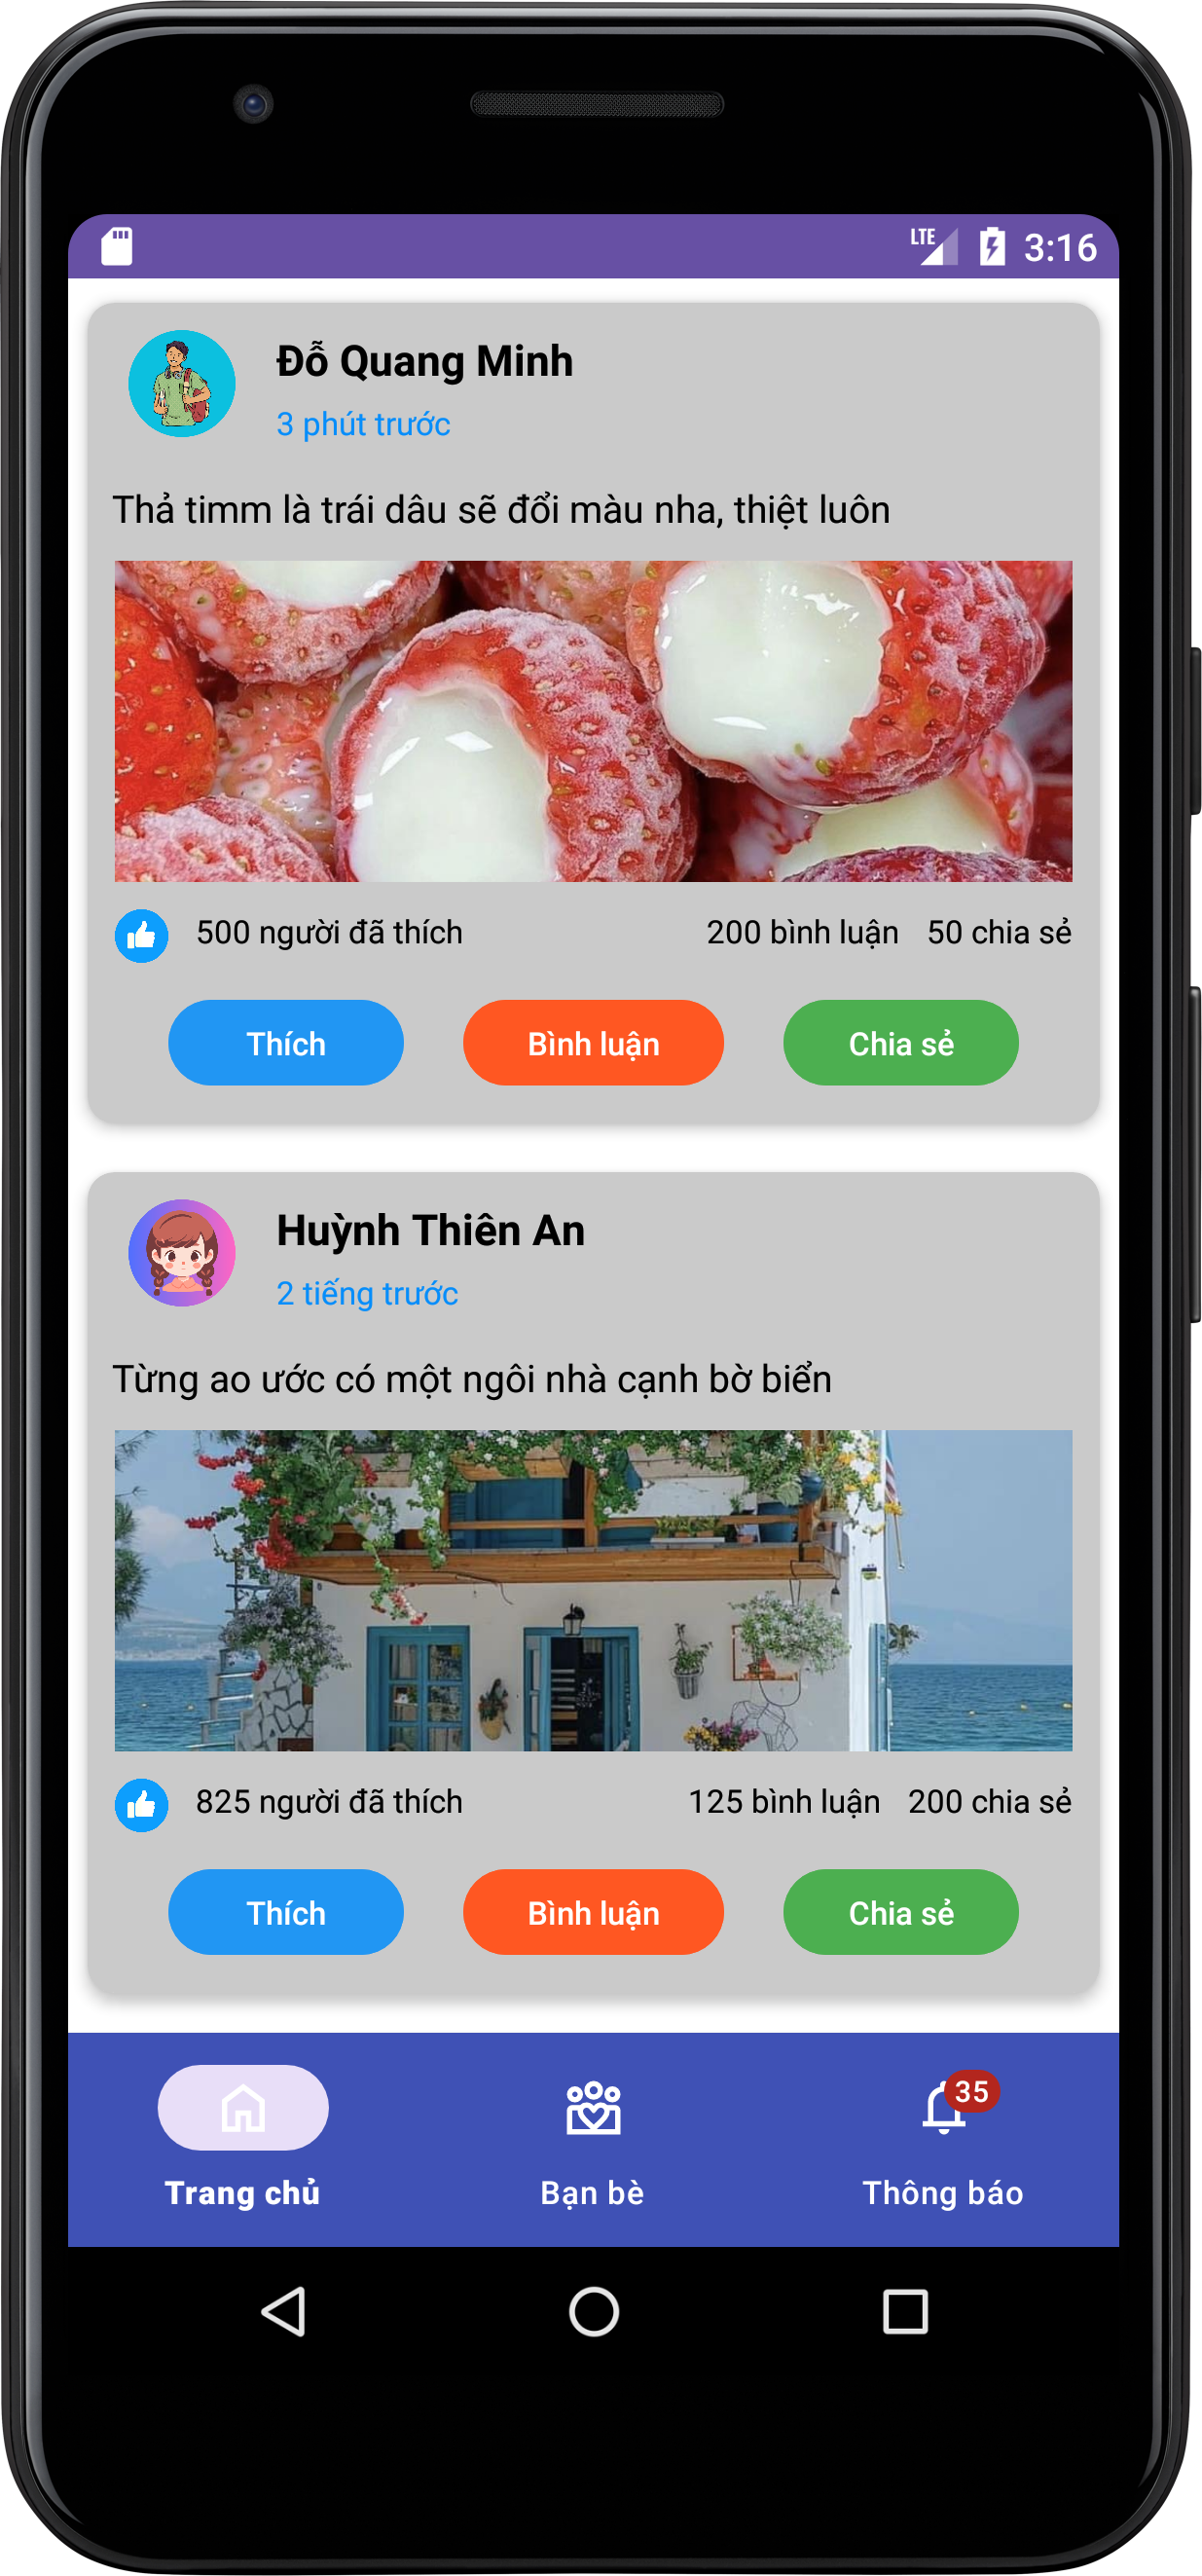 LTE 3:16
Đỗ Quang Minh
3 phút trước
Thả timm là trái dâu sẽ đổi màu nha, thiệt luôn
500 người đã thích 200 bình luận 50 chia sẻ
Thích Bình luận Chia sẻ
Huỳnh Thiên An
2 tiếng trước
Từng ao ước có một ngôi nhà cạnh bờ biển
825 người đã thích 125 bình luận 200 chia sẻ
Thích Bình luận Chia sẻ
35
Trang chủ Bạn bè Thông báo